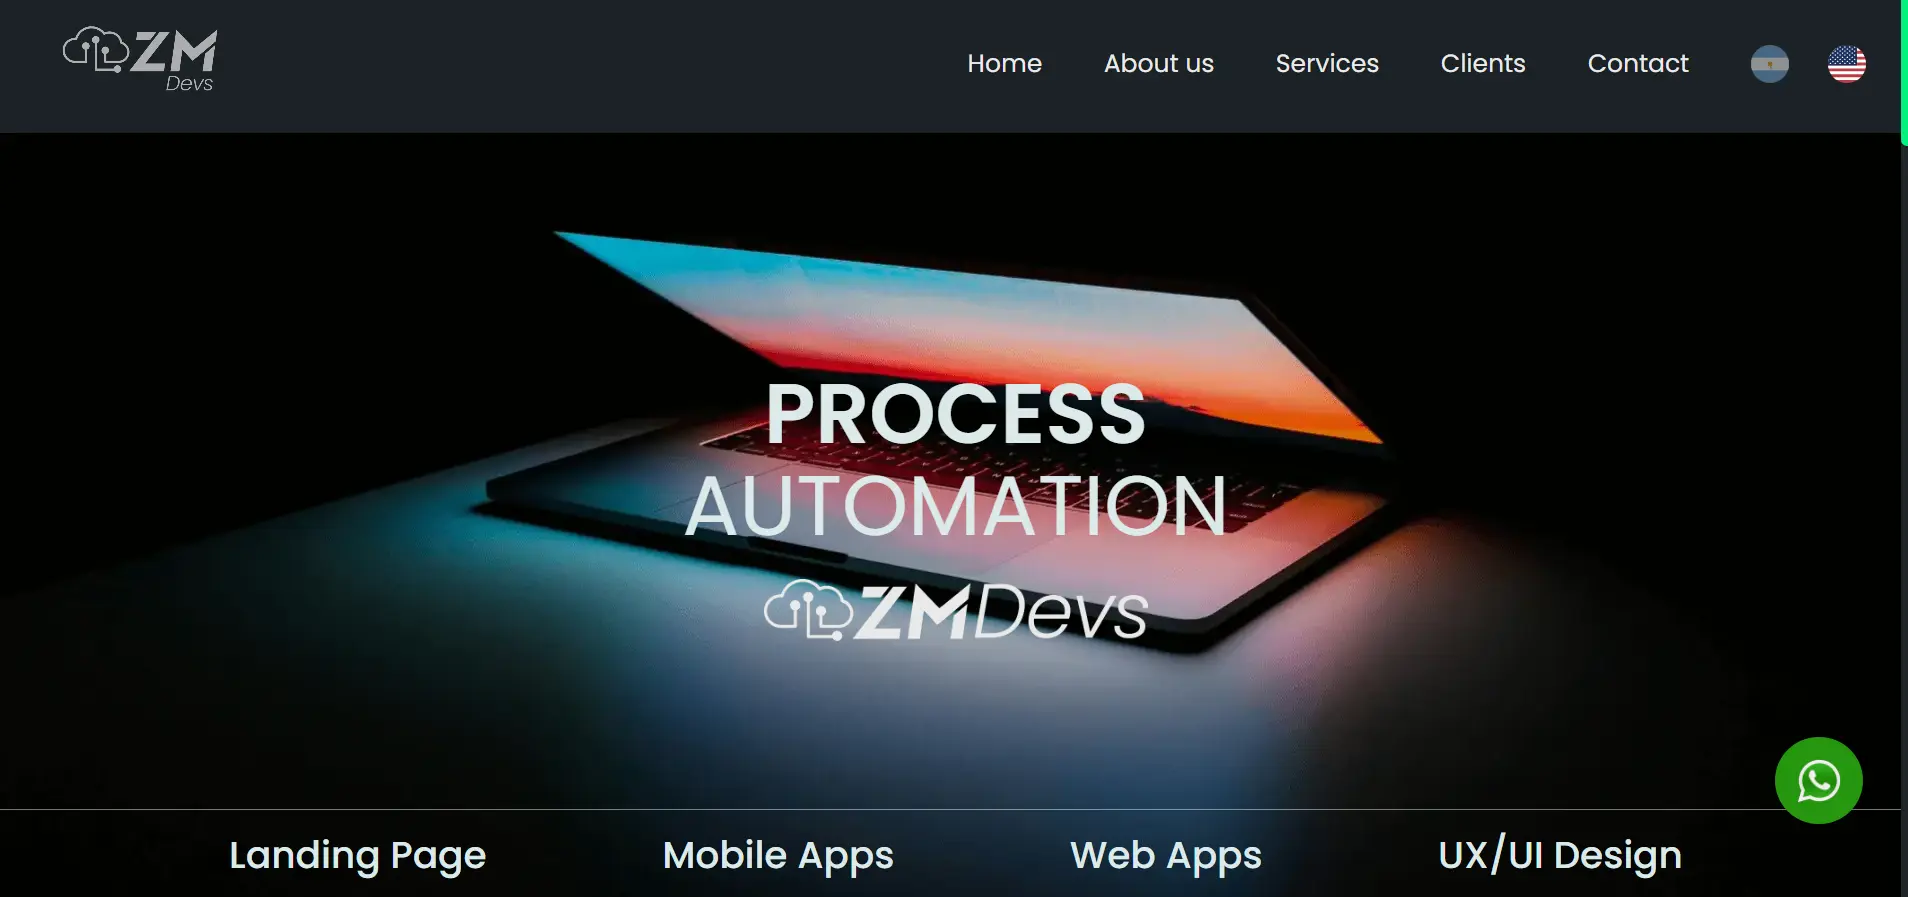 ZM
Devs
Home
About us
Services
Clients
Contact
PROCESS
AUTOMATION
ZMDevs
Landing Page
Mobile Apps
Web Apps
UX/UI Design